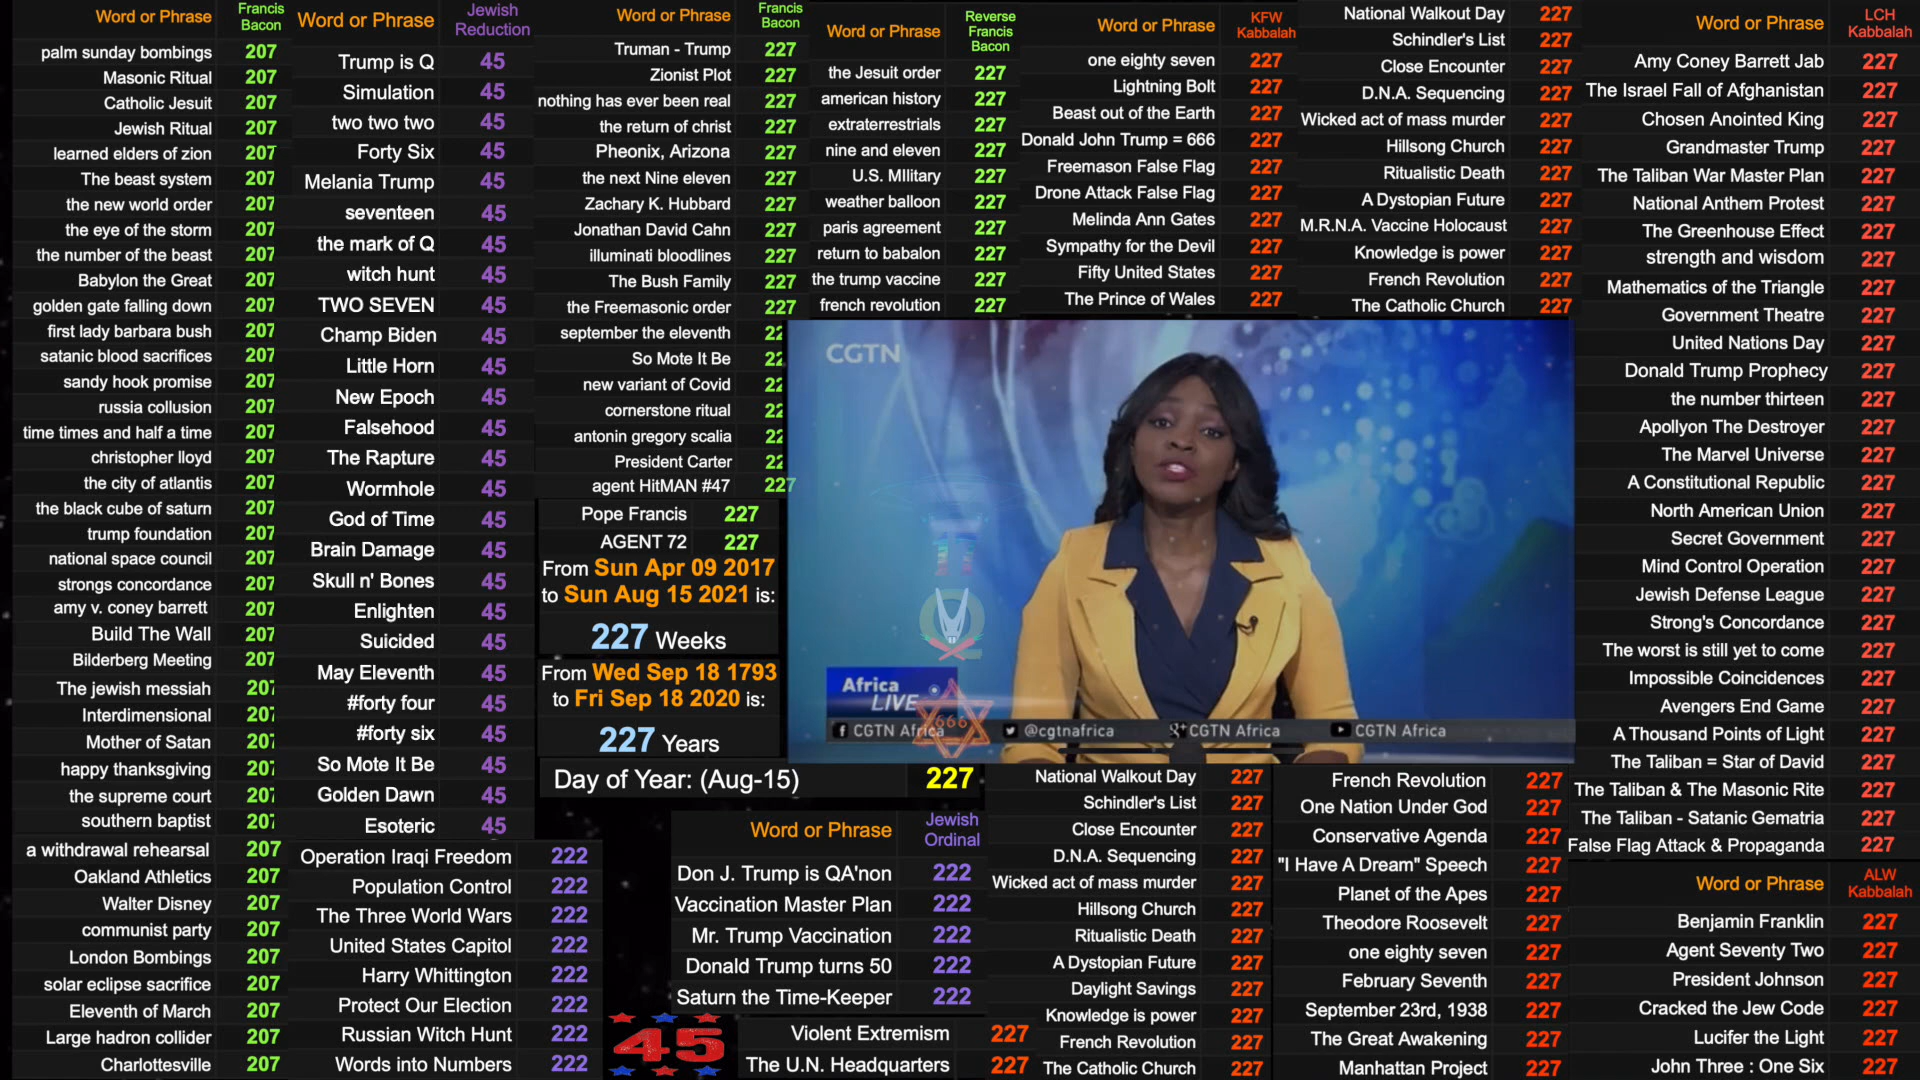 Word or Phrase
Francis Bacon
palm sunday bombings 207
Masonic Ritual 207
Catholic Jesuit 207
Jewish Ritual 207
learned elders of zion 207
The beast system 207
the new world order 207
the eye of the storm 207
the number of the beast 207
Babylon the Great 207
golden gate falling down 207
first lady barbara bush 207
satanic blood sacrifices 207
sandy hook promise 207
russia collusion 207
time times and half a time 207
christopher lloyd 207
the city of atlantis 207
the black cube of saturn 207
trump foundation 207
national space council 207
strongs concordance 207
amy v. coney barrett 207
Build The Wall 207
Bilderberg Meeting 207
The jewish messiah 207
Interdimensional 207
Mother of Satan 207
happy thanksgiving 207
the supreme court 207
southern baptist 207
a withdrawal rehearsal 207
Oakland Athletics 207
Walter Disney 207
communist party 207
London Bombings 207
solar eclipse sacrifice 207
Eleventh of March 207
Large hadron collider 207
Charlottesville 207
Word or Phrase
Jewish Reduction
Trump is Q 45
Simulation 45
two two two 45
Forty Six 45
Melania Trump 45
seventeen 45
the mark of Q 45
witch hunt 45
TWO SEVEN 45
Champ Biden 45
Little Horn 45
New Epoch 45
Falsehood 45
The Rapture 45
Wormhole 45
God of Time 45
Brain Damage 45
Skull n' Bones 45
Enlighten 45
Suicided 45
May Eleventh 45
#forty four 45
#forty six 45
So Mote It Be 45
Golden Dawn 45
Esoteric 45
Operation Iraqi Freedom 222
Population Control 222
The Three World Wars 222
United States Capitol 222
Harry Whittington 222
Protect Our Election 222
Russian Witch Hunt 222
Words into Numbers 222
Word or Phrase
Francis Bacon
Truman - Trump 227
Zionist Plot 227
nothing has ever been real 227
the return of christ 227
Pheonix, Arizona 227
the next Nine eleven 227
Zachary K. Hubbard 227
Jonathan David Cahn 227
illuminati bloodlines 227
The Bush Family 227
the Freemasonic order 227
september the eleventh 22
So Mote It Be 22
new variant of Covid 22
cornerstone ritual 22
antonin gregory scalia 22
President Carter 22
agent HitMAN #47 227
Pope Francis 227
AGENT 72 227
From Sun Apr 09 2017
to Sun Aug 15 2021 is:
227 Weeks
From Wed Sep 18 1793
to Fri Sep 18 2020 is:
227 Years
Day of Year: (Aug-15) 227
Word or Phrase
Jewish Ordinal
Don J. Trump is QA'non 222
Vaccination Master Plan 222
Mr. Trump Vaccination 222
Donald Trump turns 50 222
Saturn the Time-Keeper 222
45
Violent Extremism 227
The U.N. Headquarters 227
Word or Phrase
Reverse Francis Bacon
the Jesuit order 227
american history 227
extraterrestrials 227
nine and eleven 227
U.S. MIlitary 227
weather balloon 227
paris agreement 227
return to babalon 227
the trump vaccine 227
french revolution 227
Word or Phrase
KFW Kabbalah
one eighty seven 227
Lightning Bolt 227
Beast out of the Earth 227
Donald John Trump = 666 227
Freemason False Flag 227
Drone Attack False Flag 227
Melinda Ann Gates 227
Sympathy for the Devil 227
Fifty United States 227
The Prince of Wales 227
National Walkout Day 227
Schindler's List 227
Close Encounter 227
D.N.A. Sequencing 227
Wicked act of mass murder 227
Hillsong Church 227
Ritualistic Death 227
A Dystopian Future 227
M.R.N.A. Vaccine Holocaust 227
Knowledge is power 227
French Revolution 227
The Catholic Church 227
CGTN
Africa
LIVE
666
CGTN Africa
@cgtnafrica
CGTN Africa
CGTN Africa
National Walkout Day 227
Schindler's List 227
Close Encounter 227
D.N.A. Sequencing 227
Wicked act of mass murder 227
Hillsong Church 227
Ritualistic Death 227
A Dystopian Future 227
Daylight Savings 227
Knowledge is power 227
French Revolution 227
The Catholic Church 227
French Revolution 227
One Nation Under God 227
Conservative Agenda 227
"I Have A Dream" Speech 227
Planet of the Apes 227
Theodore Roosevelt 227
one eighty seven 227
February Seventh 227
September 23rd, 1938 227
The Great Awakening 227
Manhattan Project 227
Word or Phrase
LCH Kabbalah
Amy Coney Barrett Jab 227
The Israel Fall of Afghanistan 227
Chosen Anointed King 227
Grandmaster Trump 227
The Taliban War Master Plan 227
National Anthem Protest 227
The Greenhouse Effect 227
strength and wisdom 227
Mathematics of the Triangle 227
Government Theatre 227
United Nations Day 227
Donald Trump Prophecy 227
the number thirteen 227
Apollyon The Destroyer 227
The Marvel Universe 227
A Constitutional Republic 227
North American Union 227
Secret Government 227
Mind Control Operation 227
Jewish Defense League 227
Strong's Concordance 227
The worst is still yet to come 227
Impossible Coincidences 227
Avengers End Game 227
A Thousand Points of Light 227
The Taliban = Star of David 227
The Taliban & The Masonic Rite 227
The Taliban - Satanic Gematria 227
False Flag Attack & Propaganda 227
Word or Phrase
ALW Kabbalah
Benjamin Franklin 227
Agent Seventy Two 227
President Johnson 227
Cracked the Jew Code 227
Lucifer the Light 227
John Three : One Six 227